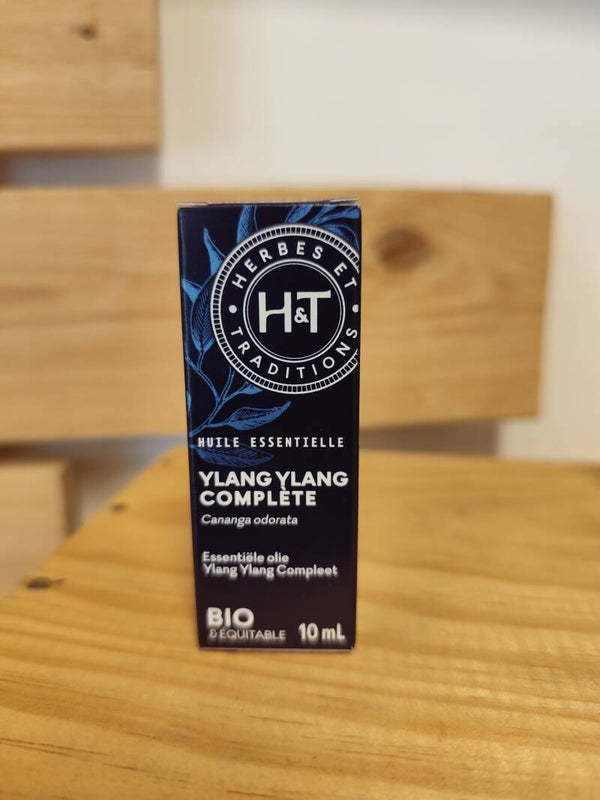 HERBES ET
H&T
TRADITIONS
HUILE ESSENTIELLE
YLANG YLANG
COMPLÈTE
Cananga odorata
Essentiële olie
Ylang Ylang Compleet
BIO
& ÉQUITABLE 10 mL